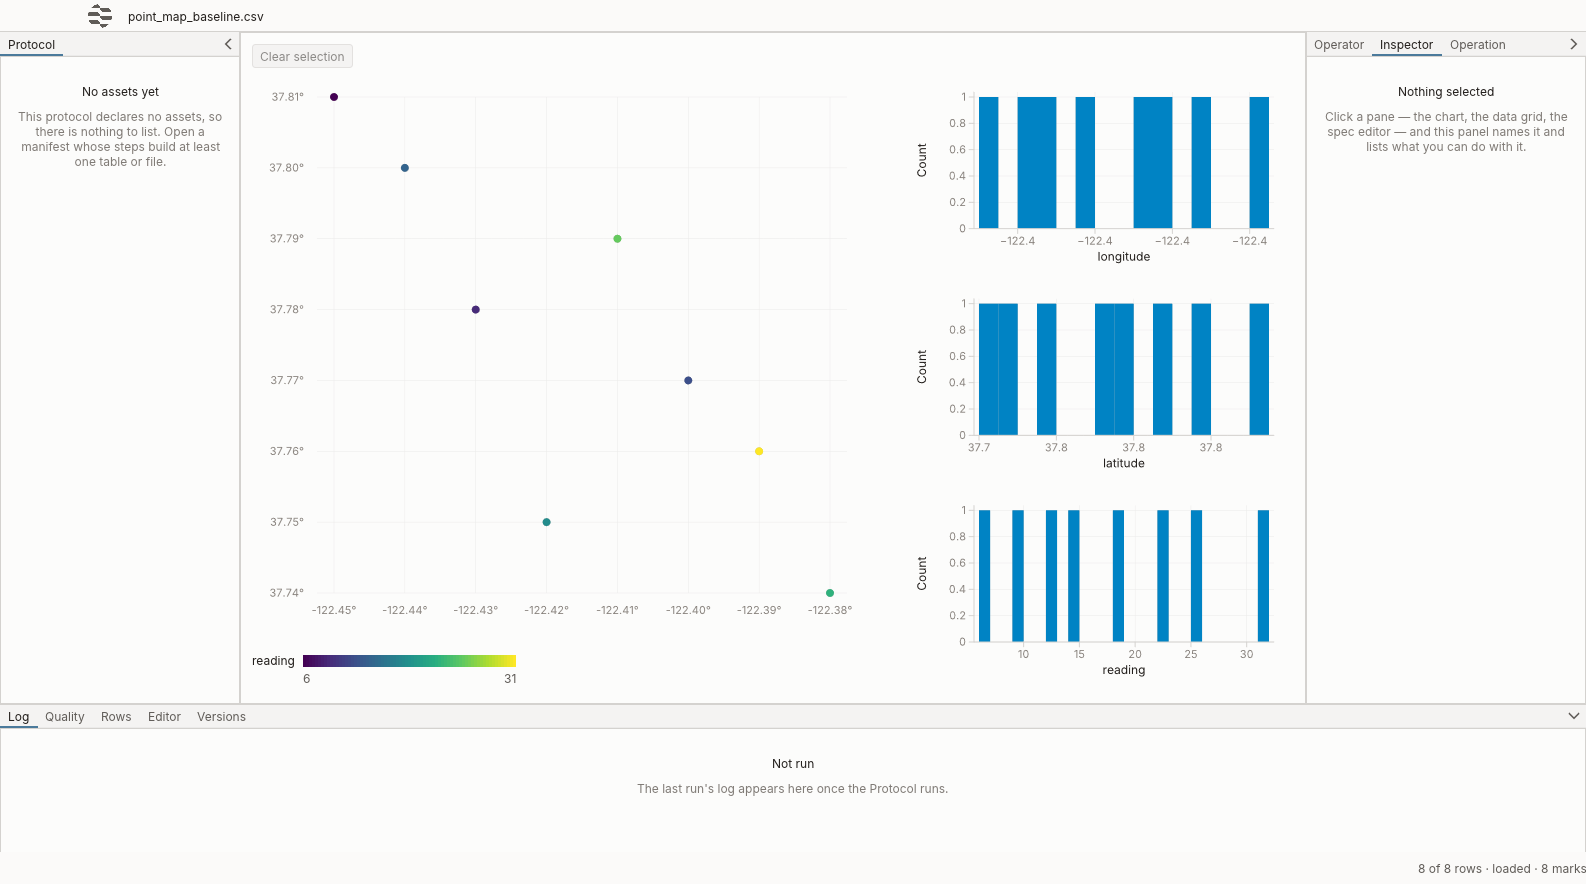 point_map_baseline.csv
Protocol
No assets yet
This protocol declares no assets, so
there is nothing to list. Open a
manifest whose steps build at least
one table or file.
Clear selection
37.81°
37.80°
37.79°
37.78°
37.77°
37.76°
37.75°
37.74°
-122.45° -122.44° -122.43° -122.42° -122.41° -122.40° -122.39° -122.38°
reading
6 31
Count
1
0.8
0.6
0.4
0.2
0
−122.4 −122.4 −122.4 −122.4
longitude
Count
1
0.8
0.6
0.4
0.2
0
37.7 37.8 37.8 37.8
latitude
Count
1
0.8
0.6
0.4
0.2
0
10 15 20 25 30
reading
Operator Inspector Operation
Nothing selected
Click a pane — the chart, the data grid, the
spec editor — and this panel names it and
lists what you can do with it.
Log Quality Rows Editor Versions
Not run
The last run's log appears here once the Protocol runs.
8 of 8 rows · loaded · 8 marks